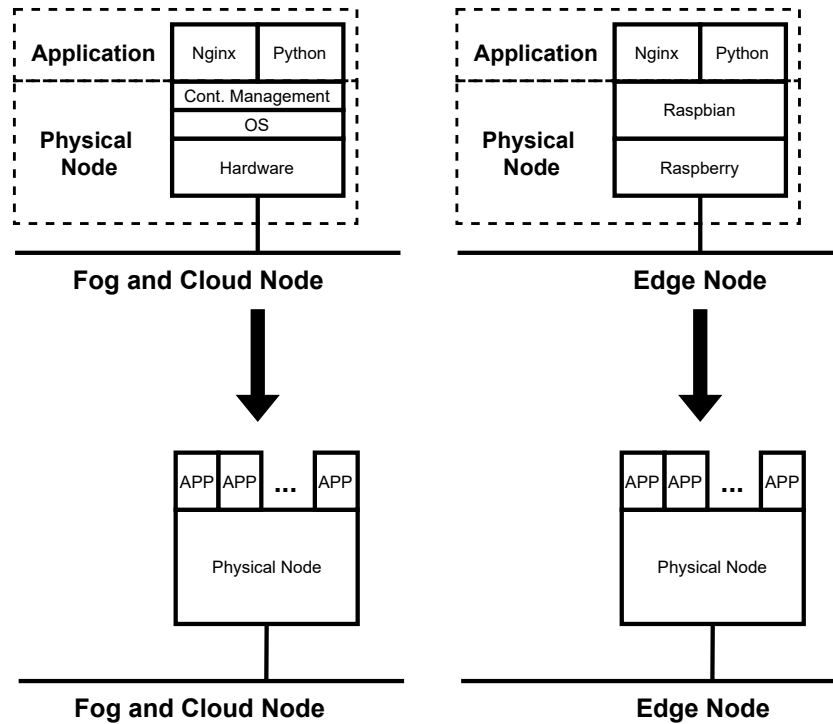 Application
Nginx
Python
Cont. Management
OS
Physical
Node
Hardware
Fog and Cloud Node
Application
Nginx
Python
Raspbian
Physical
Node
Raspberry
Edge Node
APP
APP
...
APP
Physical Node
Fog and Cloud Node
APP
APP
...
APP
Physical Node
Edge Node